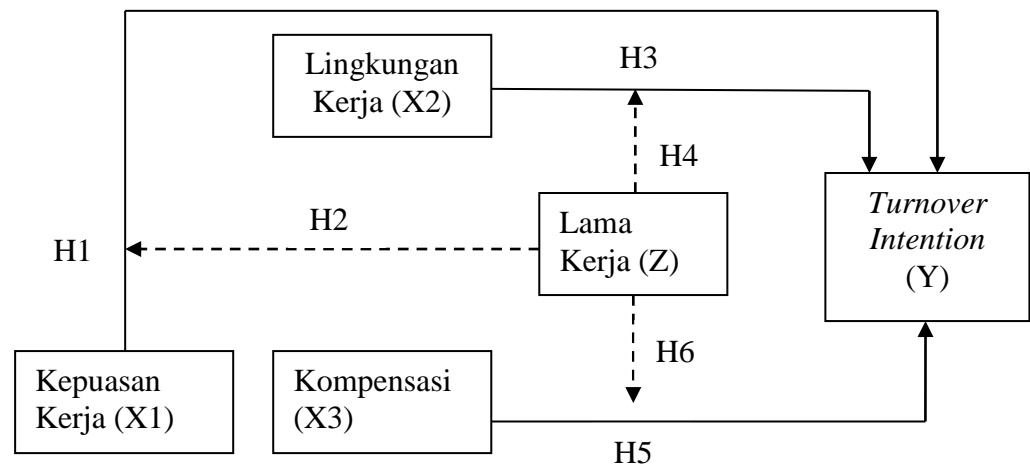 Lingkungan
Kerja (X2)
H3
H4
H2
Lama
Kerja (Z)
Turnover
Intention
(Y)
H1
H6
Kepuasan
Kerja (X1)
Kompensasi
(X3)
H5